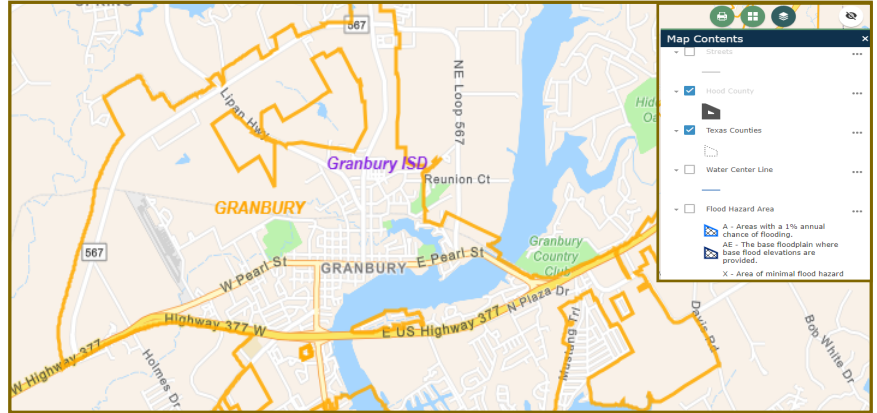 SPRING
567
Map Contents
Streets
Hood County
Texas Counties
Water Center Line
Flood Hazard Area
A - Areas with a 1% annual
chance of flooding.
AE - The base floodplain where
base flood elevations are
provided.
X - Area of minimal flood hazard
NE Loop 567
Lipan Hwy
Granbury ISD
Reunion Ct
GRANBURY
567
W Pearl St
GRANBURY
E Pearl St
Granbury
Country
Club
Highway 377 W
E US Highway 377
N Plaza Dr
W Highway 377
Holmes Dr
Mustang Trl
Davis Rd
Bob White Dr